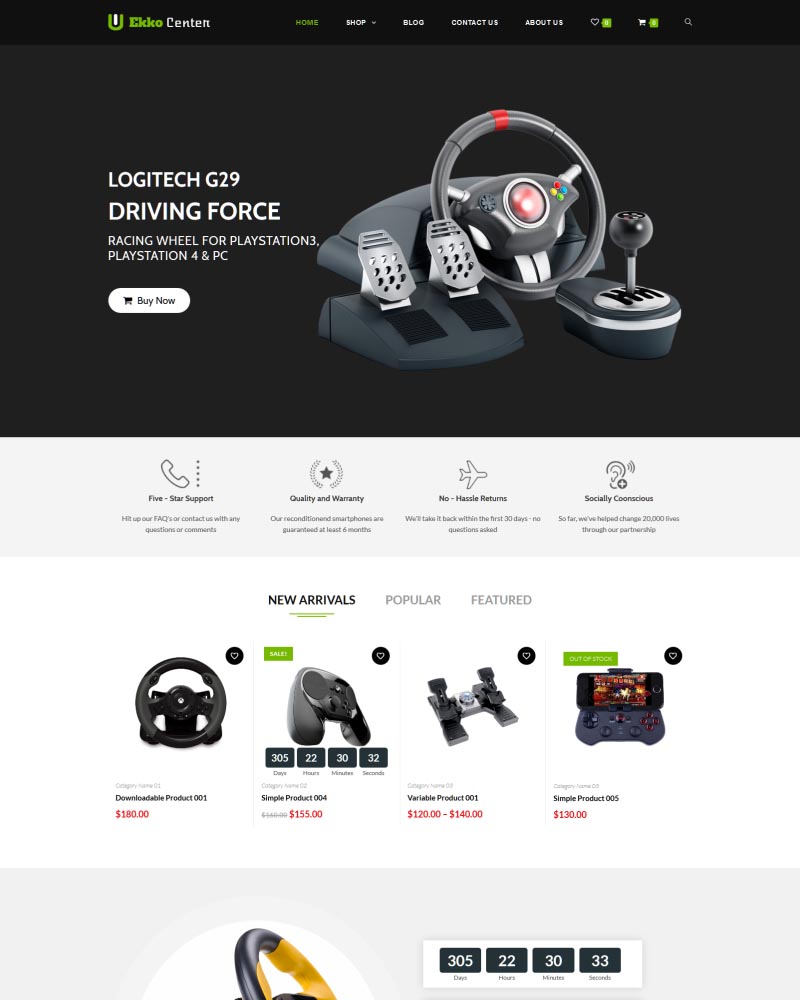 Ekko Center
HOME
SHOP
BLOG
CONTACT US
ABOUT US
0
0
LOGITECH G29
DRIVING FORCE
RACING WHEEL FOR PLAYSTATION3,
PLAYSTATION 4 & PC
Buy Now
Five - Star Support
Hit up our FAQ's or contact us with any
questions or comments
Quality and Warranty
Our reconditionend smartphones are
guaranteed at least 6 months
No - Hassle Returns
We'll take it back within the first 30 days - no
questions asked
Socially Coonscious
So far, we've helped change 20,000 lives
through our partnership
NEW ARRIVALS
POPULAR
FEATURED
Category Name 01
Downloadable Product 001
$180.00
SALE!
305 22 30 32
Days Hours Minutes Seconds
Category Name 02
Simple Product 004
$160.00 $155.00
Category Name 03
Variable Product 001
$120.00 – $140.00
OUT OF STOCK
Category Name 05
Simple Product 005
$130.00
305 22 30 33
Days Hours Minutes Seconds